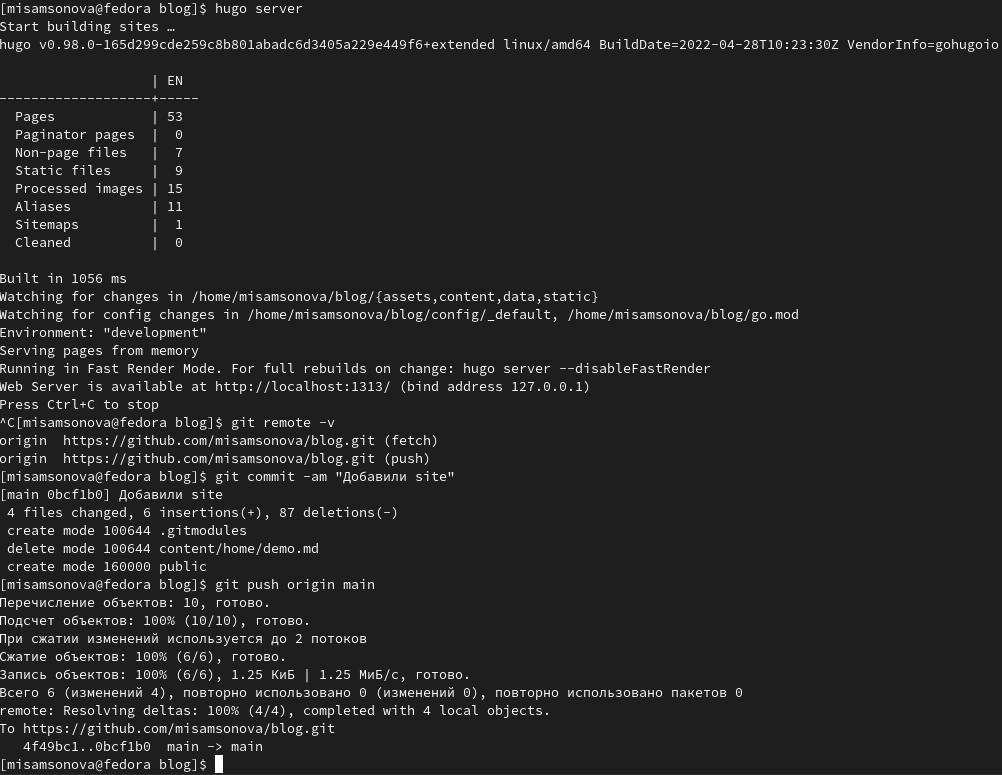 [misamsonova@fedora blog]$ hugo server
Start building sites …
hugo v0.98.0-165d299cde259c8b801abadc6d3405a229e449f6+extended linux/amd64 BuildDate=2022-04-28T10:23:30Z VendorInfo=gohugoio
                   | EN
-------------------+-----
  Pages            | 53
  Paginator pages  |  0
  Non-page files   |  7
  Static files     |  9
  Processed images | 15
  Aliases          | 11
  Sitemaps         |  1
  Cleaned          |  0
Built in 1056 ms
Watching for changes in /home/misamsonova/blog/{assets,content,data,static}
Watching for config changes in /home/misamsonova/blog/config/_default, /home/misamsonova/blog/go.mod
Environment: "development"
Serving pages from memory
Running in Fast Render Mode. For full rebuilds on change: hugo server --disableFastRender
Web Server is available at http://localhost:1313/ (bind address 127.0.0.1)
Press Ctrl+C to stop
^C[misamsonova@fedora blog]$ git remote -v
origin  https://github.com/misamsonova/blog.git (fetch)
origin  https://github.com/misamsonova/blog.git (push)
[misamsonova@fedora blog]$ git commit -am "Добавили site"
[main 0bcf1b0] Добавили site
 4 files changed, 6 insertions(+), 87 deletions(-)
 create mode 100644 .gitmodules
 delete mode 100644 content/home/demo.md
 create mode 160000 public
[misamsonova@fedora blog]$ git push origin main
Перечисление объектов: 10, готово.
Подсчет объектов: 100% (10/10), готово.
При сжатии изменений используется до 2 потоков
Сжатие объектов: 100% (6/6), готово.
Запись объектов: 100% (6/6), 1.25 КиБ | 1.25 МиБ/с, готово.
Всего 6 (изменений 4), повторно использовано 0 (изменений 0), повторно использовано пакетов 0
remote: Resolving deltas: 100% (4/4), completed with 4 local objects.
To https://github.com/misamsonova/blog.git
   4f49bc1..0bcf1b0  main -> main
[misamsonova@fedora blog]$